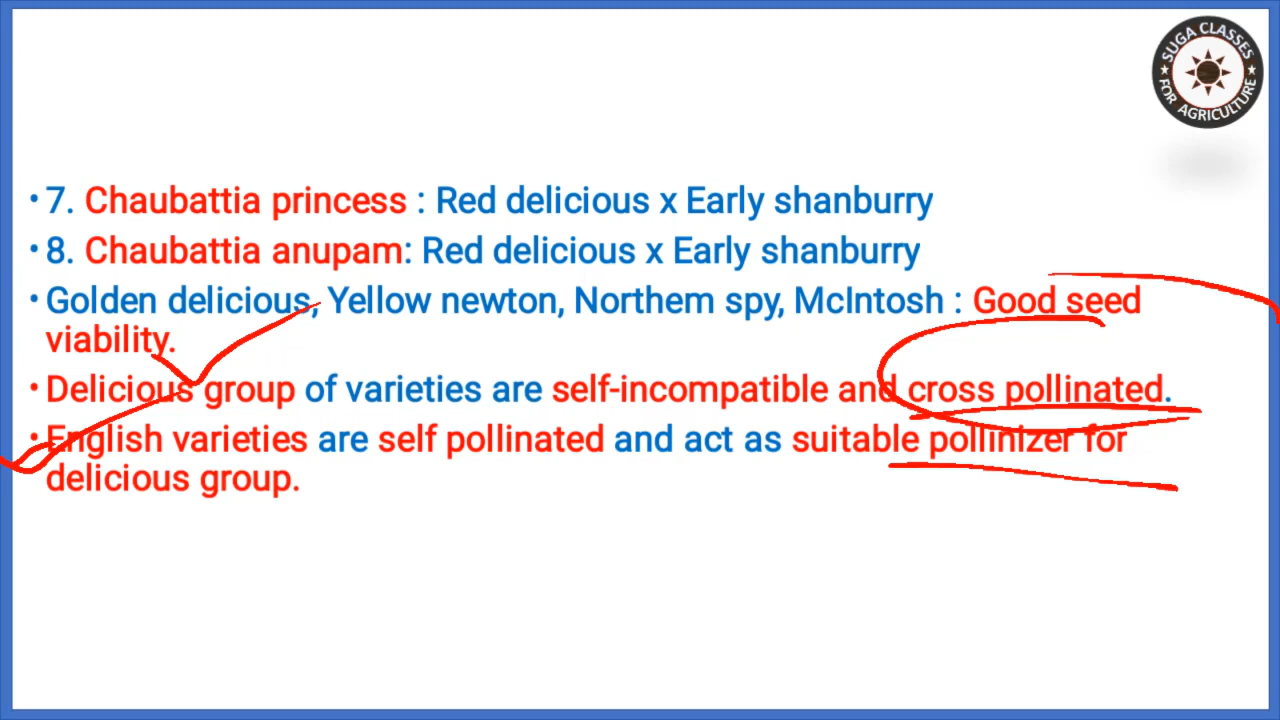 SUGA CLASSES
FOR AGRICULTURE
• 7. Chaubattia princess : Red delicious x Early shanburry
• 8. Chaubattia anupam: Red delicious x Early shanburry
• Golden delicious, Yellow newton, Northem spy, McIntosh : Good seed
viability.
• Delicious group of varieties are self-incompatible and cross pollinated.
• English varieties are self pollinated and act as suitable pollinizer for
delicious group.